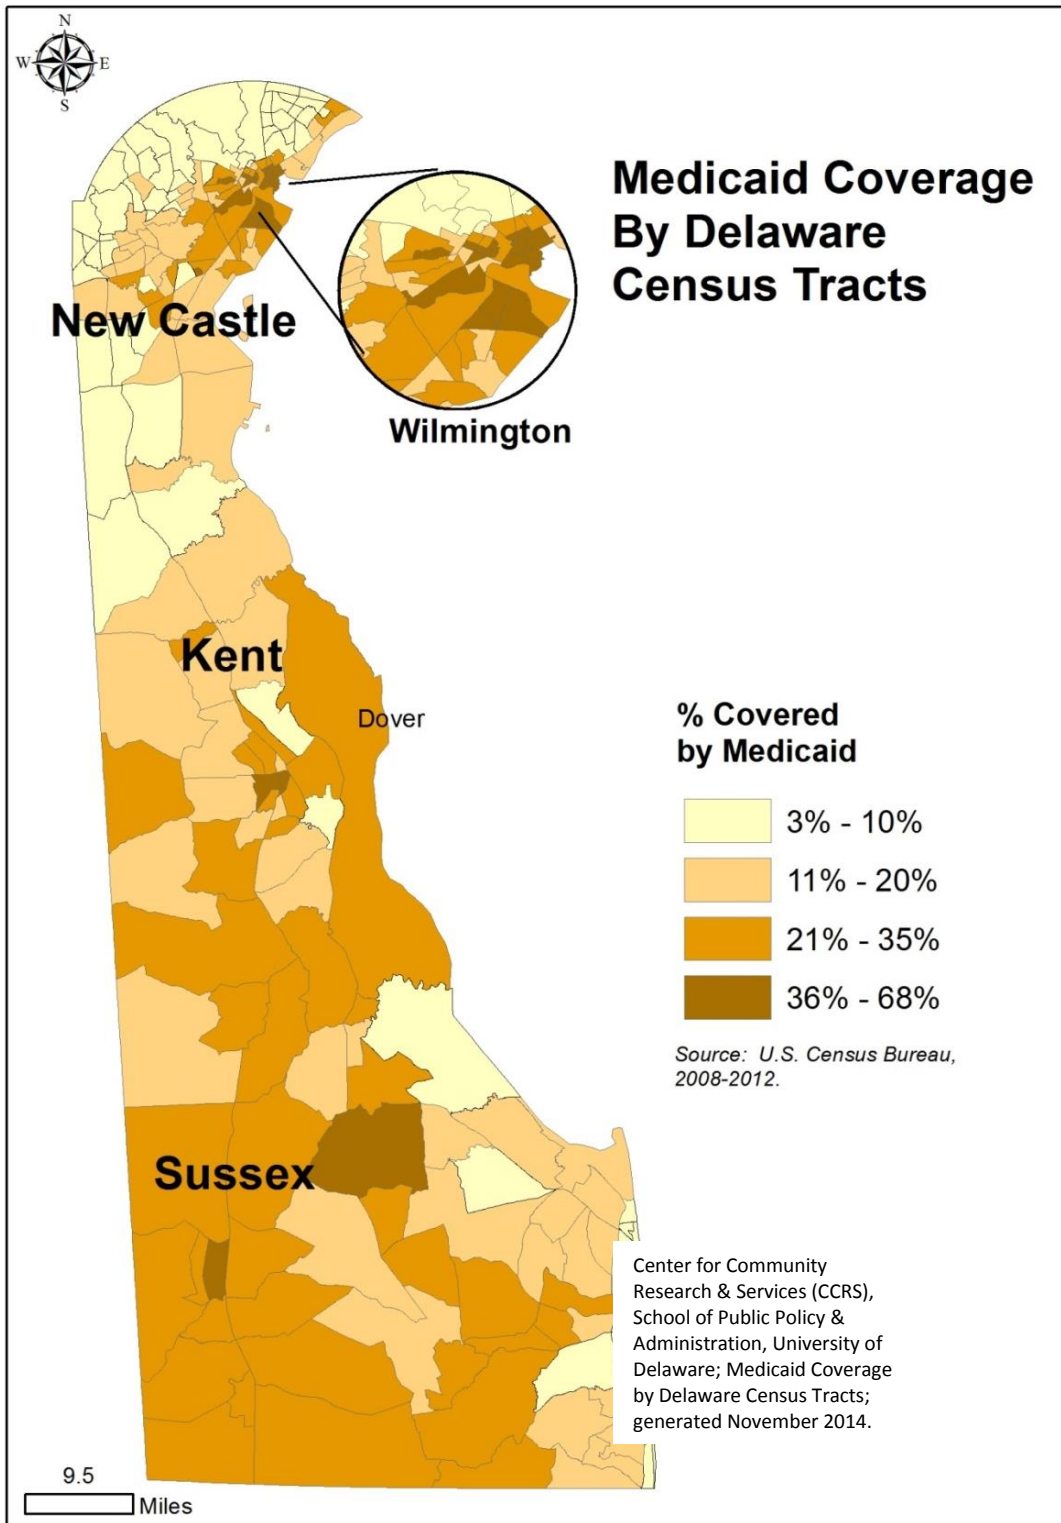 N
W E
S
Medicaid Coverage
By Delaware
Census Tracts
New Castle
Wilmington
Kent
Dover
% Covered
by Medicaid
3% - 10%
11% - 20%
21% - 35%
36% - 68%
Source: U.S. Census Bureau,
2008-2012.
Sussex
Center for Community
Research & Services (CCRS),
School of Public Policy &
Administration, University of
Delaware; Medicaid Coverage
by Delaware Census Tracts;
generated November 2014.
9.5
Miles